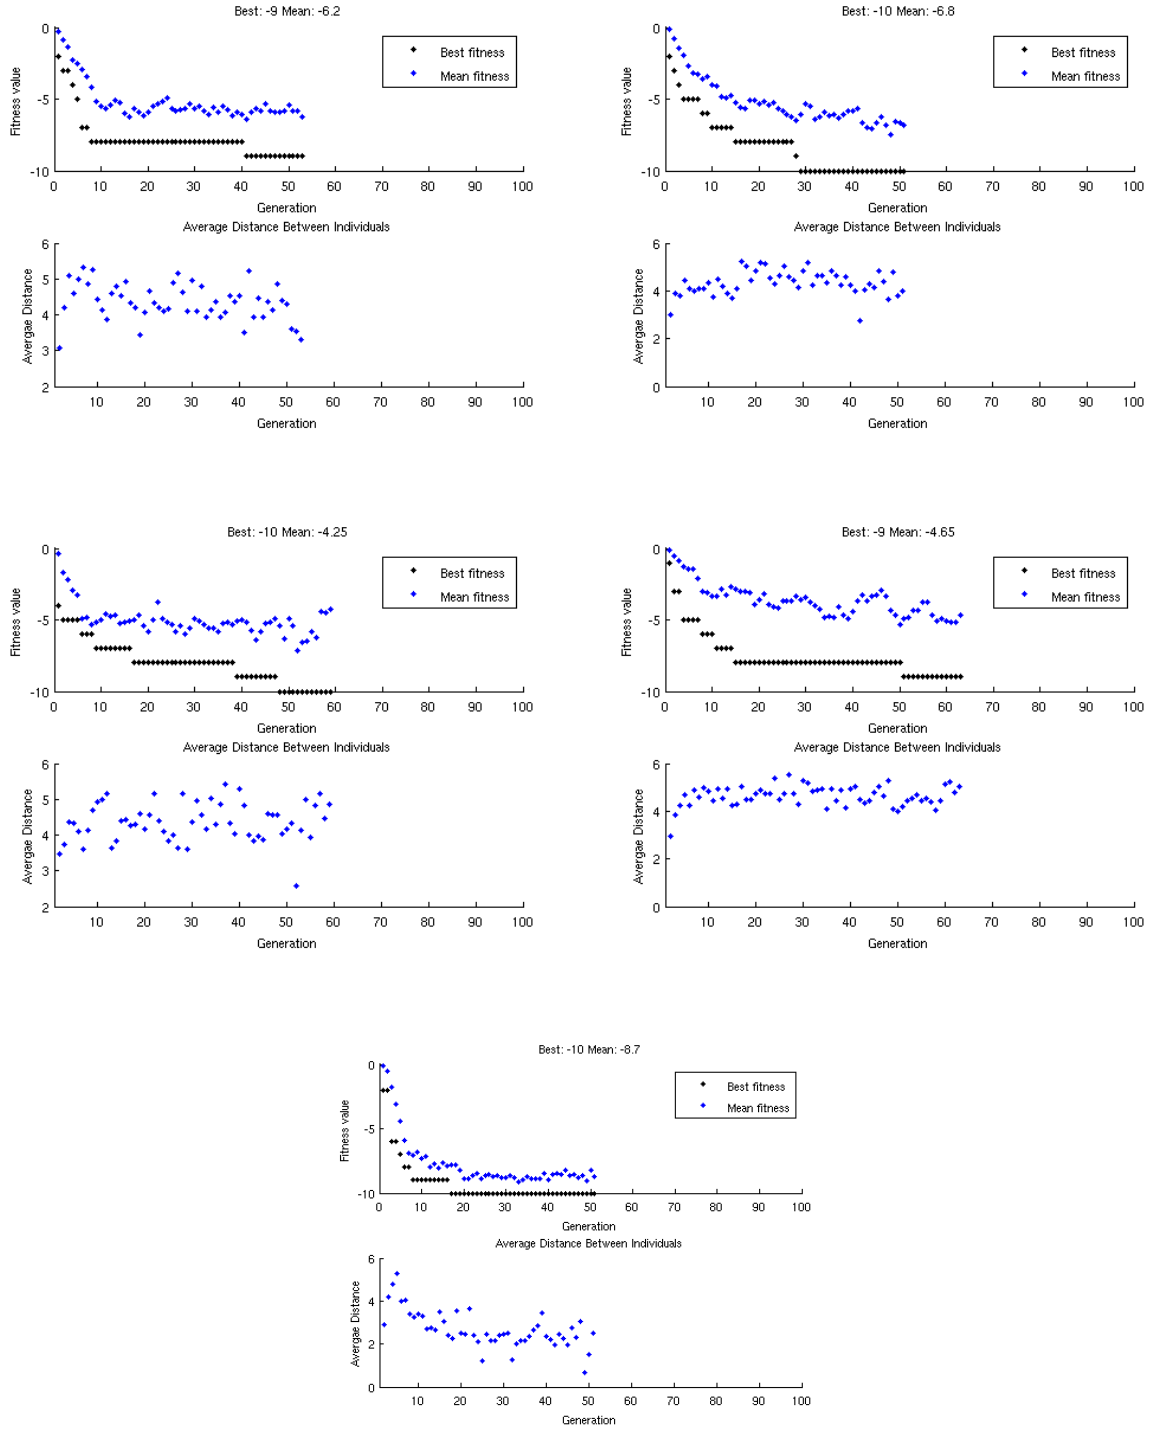 Best: -9 Mean: -6.2
0
-5
-10
Fitness value
Best fitness
Mean fitness
0 10 20 30 40 50 60 70 80 90 100
Generation
Average Distance Between Individuals
6
5
4
3
2
Avergae Distance
10 20 30 40 50 60 70 80 90 100
Generation
Best: -10 Mean: -6.8
0
-5
-10
Fitness value
Best fitness
Mean fitness
0 10 20 30 40 50 60 70 80 90 100
Generation
Average Distance Between Individuals
6
4
2
0
Avergae Distance
10 20 30 40 50 60 70 80 90 100
Generation
Best: -10 Mean: -4.25
0
-5
-10
Fitness value
Best fitness
Mean fitness
0 10 20 30 40 50 60 70 80 90 100
Generation
Average Distance Between Individuals
6
5
4
3
2
Avergae Distance
10 20 30 40 50 60 70 80 90 100
Generation
Best: -9 Mean: -4.65
0
-5
-10
Fitness value
Best fitness
Mean fitness
0 10 20 30 40 50 60 70 80 90 100
Generation
Average Distance Between Individuals
6
4
2
0
Avergae Distance
10 20 30 40 50 60 70 80 90 100
Generation
Best: -10 Mean: -8.7
0
-5
-10
Fitness value
Best fitness
Mean fitness
0 10 20 30 40 50 60 70 80 90 100
Generation
Average Distance Between Individuals
6
4
2
0
Avergae Distance
10 20 30 40 50 60 70 80 90 100
Generation